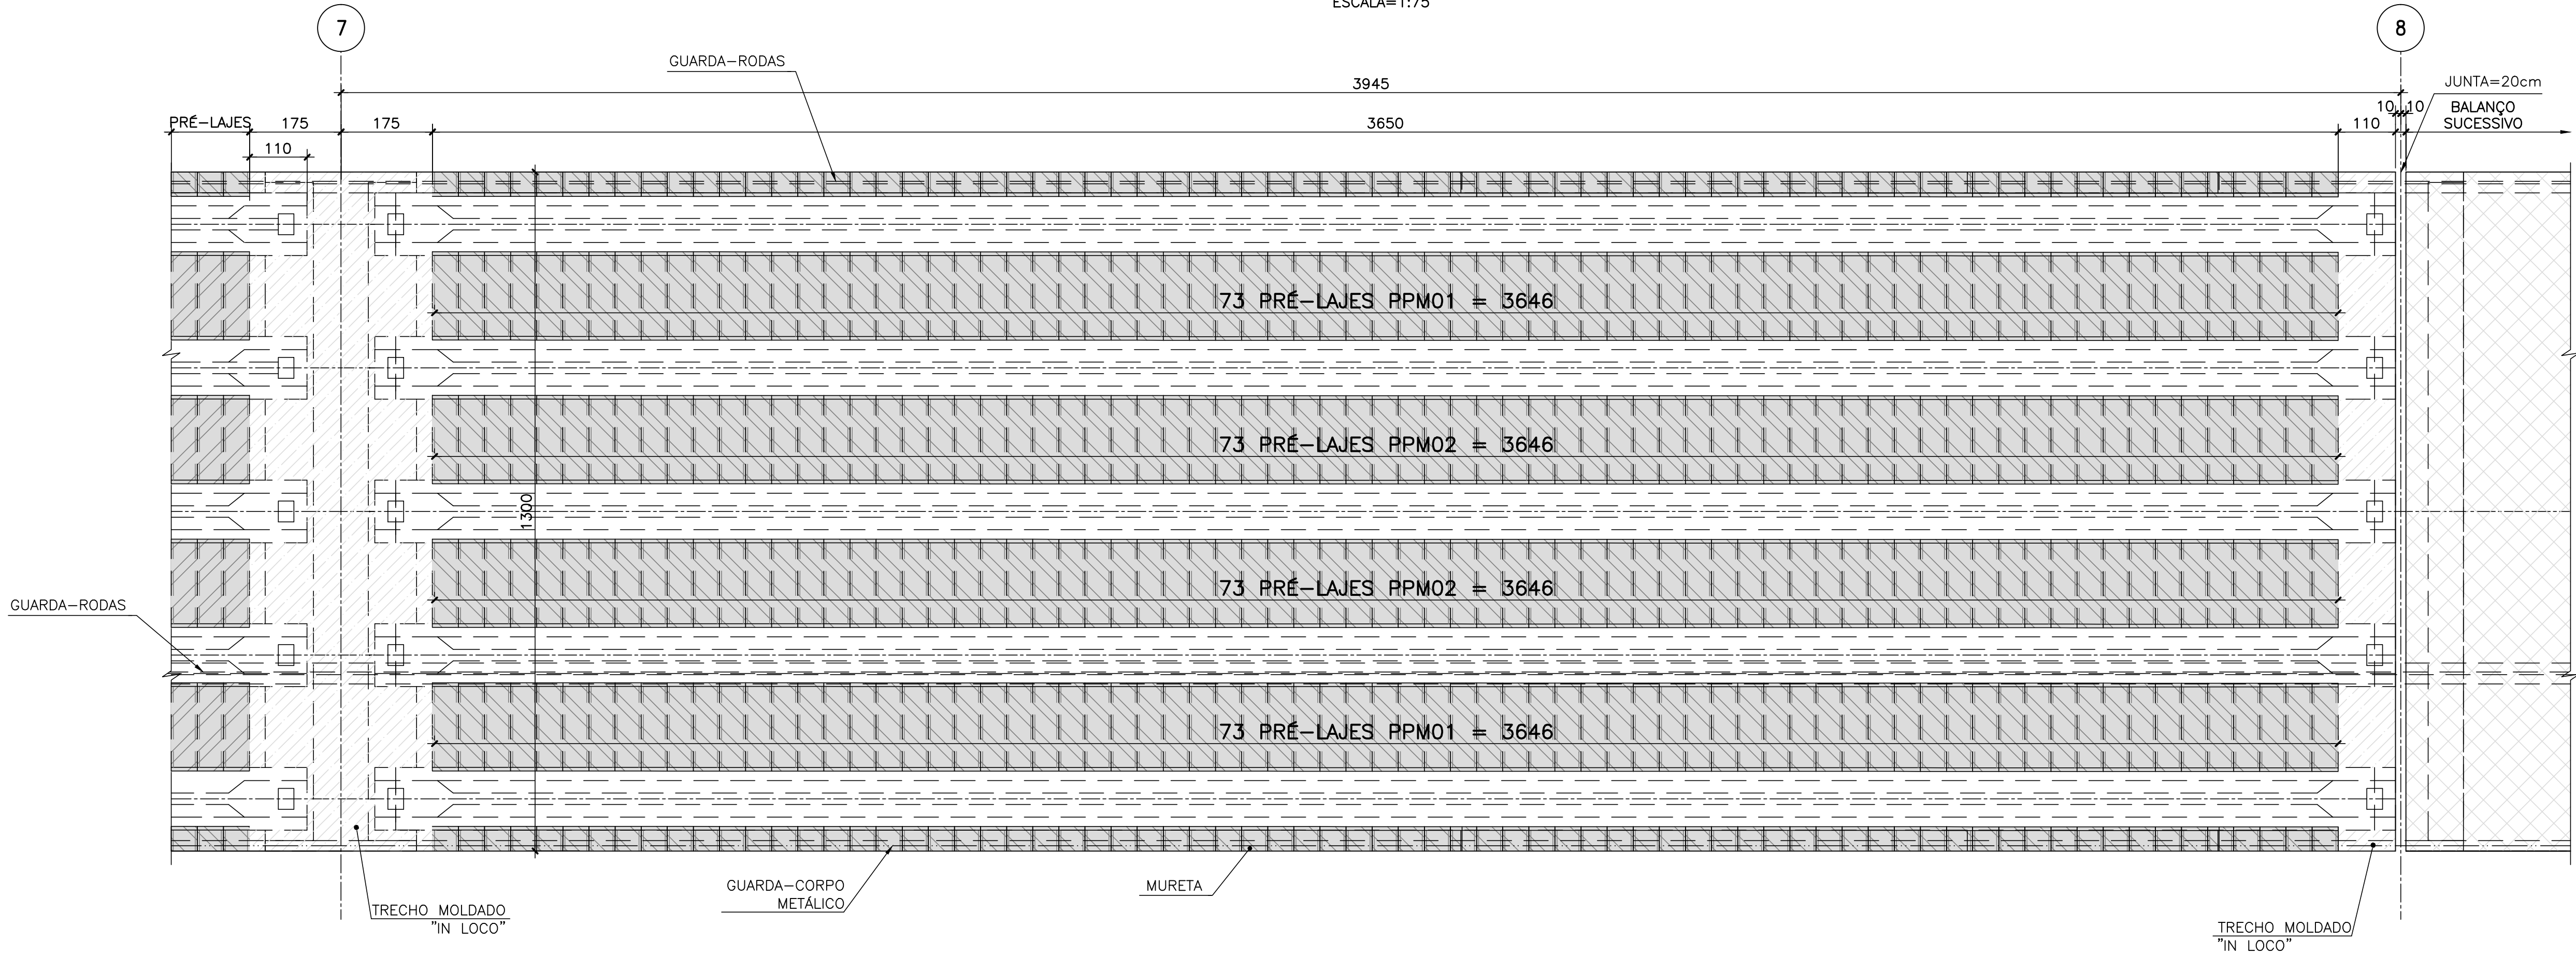 ESCALA=1:75
7
8
GUARDA-RODAS
3945
JUNTA=20cm
10
10
BALANÇO
SUCESSIVO
PRÉ-LAJES
175
175
3650
110
110
73 PRÉ-LAJES PPM01 = 3646
73 PRÉ-LAJES PPM02 = 3646
1300
73 PRÉ-LAJES PPM02 = 3646
GUARDA-RODAS
73 PRÉ-LAJES PPM01 = 3646
GUARDA-CORPO
METÁLICO
MURETA
TRECHO MOLDADO
"IN LOCO"
TRECHO MOLDADO
"IN LOCO"